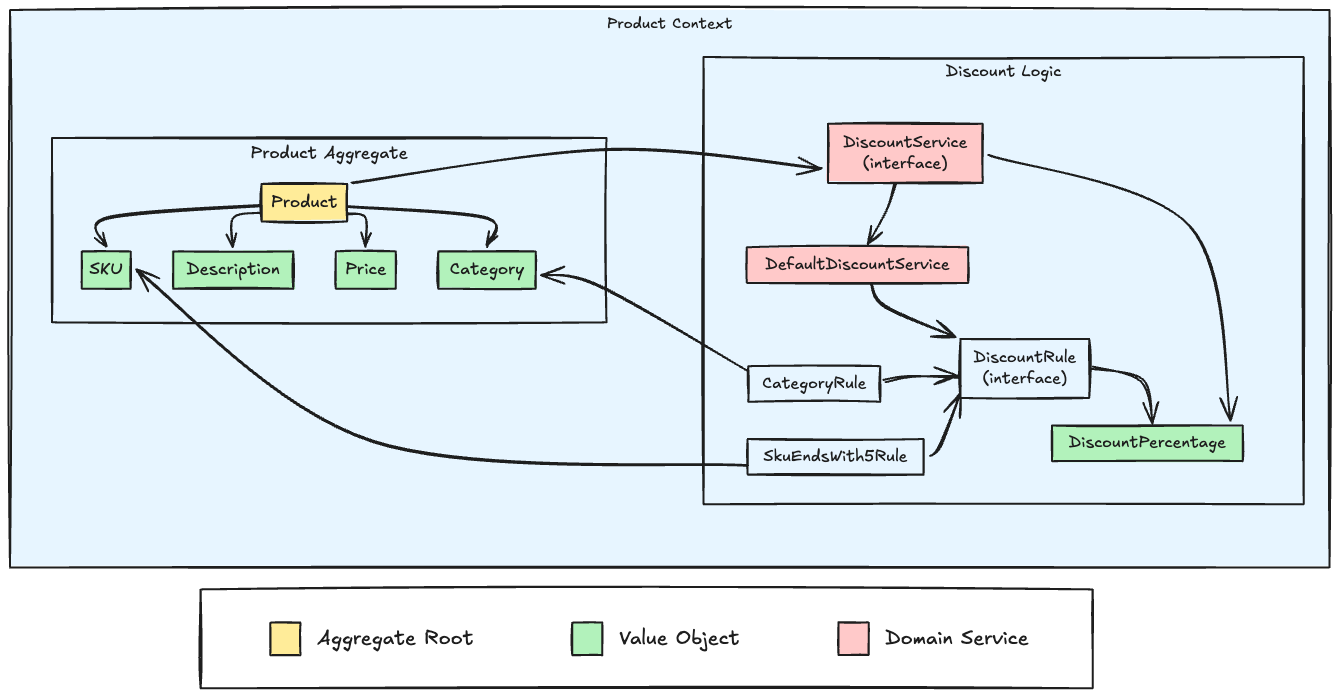 Product Context
Discount Logic
Product Aggregate
Product
SKU
Description
Price
Category
DiscountService
(interface)
DefaultDiscountService
DiscountRule
(interface)
CategoryRule
DiscountPercentage
SkuEndsWith5Rule
Aggregate Root
Value Object
Domain Service